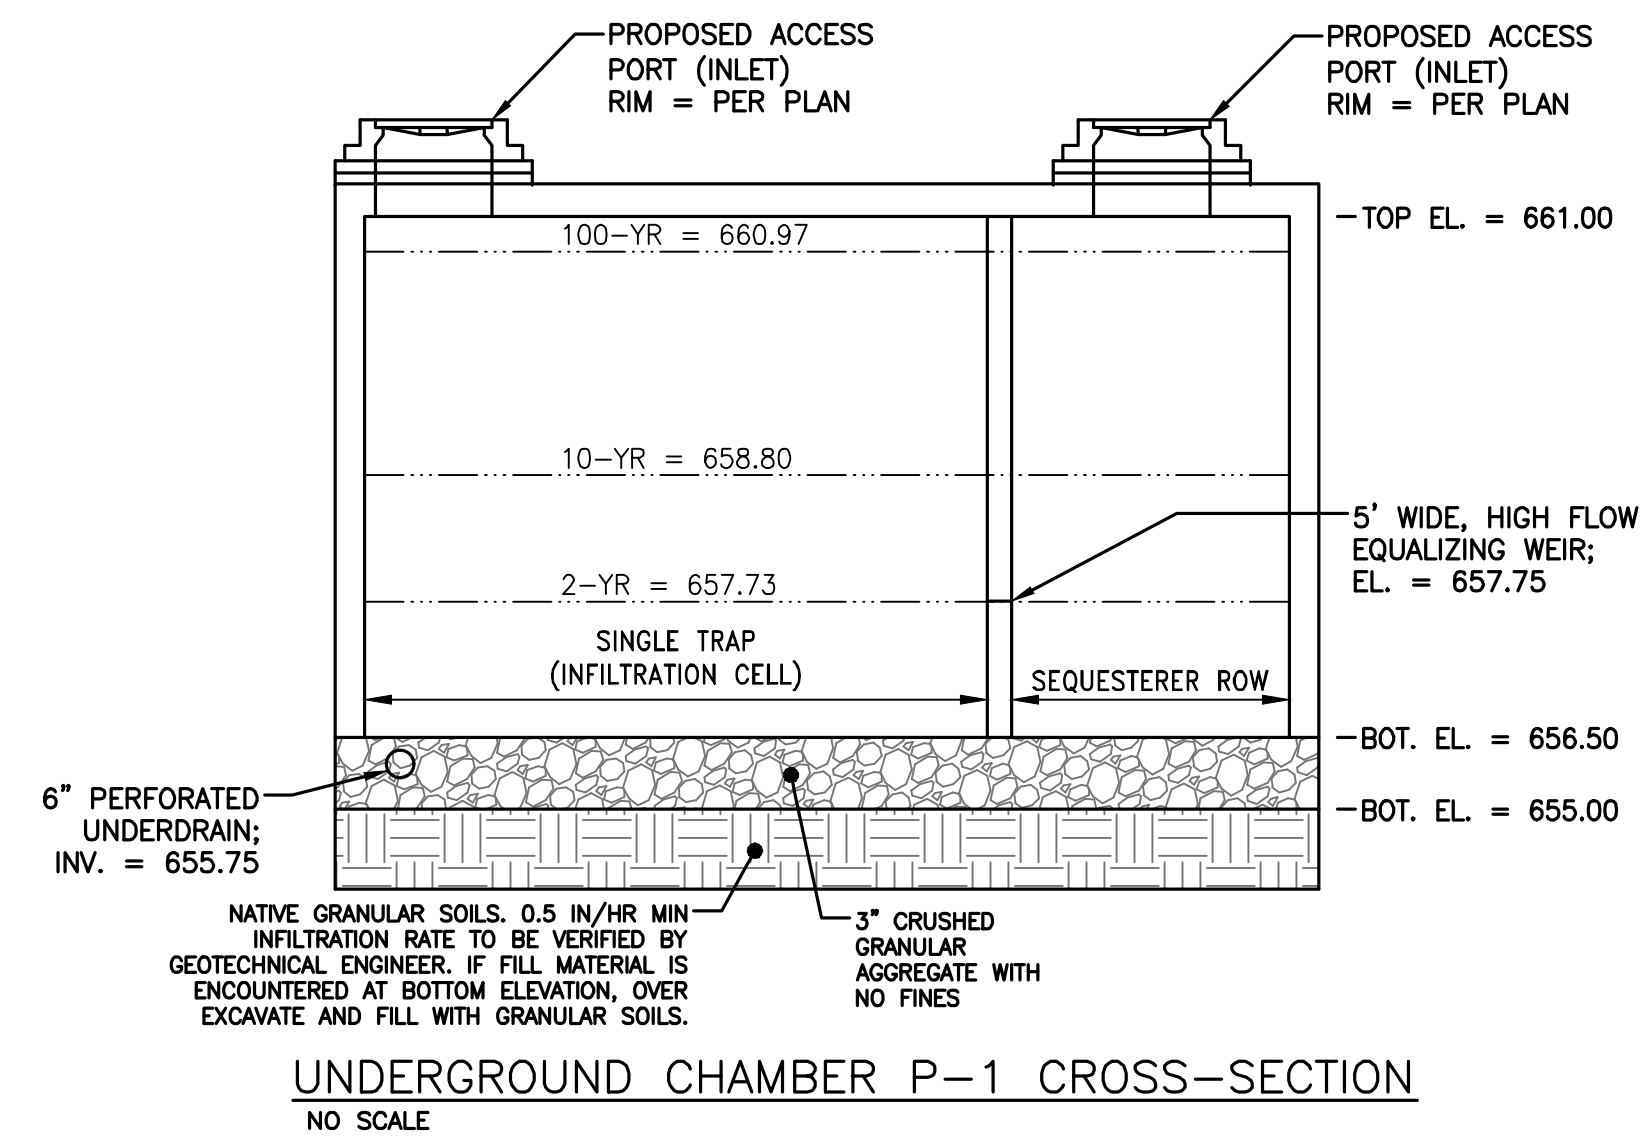 PROPOSED ACCESS
PORT (INLET)
RIM = PER PLAN
PROPOSED ACCESS
PORT (INLET)
RIM = PER PLAN
TOP EL. = 661.00
100-YR = 660.97
10-YR = 658.80
5' WIDE, HIGH FLOW
EQUALIZING WEIR;
EL. = 657.75
2-YR = 657.73
SINGLE TRAP
(INFILTRATION CELL)
SEQUESTERER ROW
BOT. EL. = 656.50
BOT. EL. = 655.00
6" PERFORATED
UNDERDRAIN;
INV. = 655.75
NATIVE GRANULAR SOILS. 0.5 IN/HR MIN
INFILTRATION RATE TO BE VERIFIED BY
GEOTECHNICAL ENGINEER. IF FILL MATERIAL IS
ENCOUNTERED AT BOTTOM ELEVATION, OVER
EXCAVATE AND FILL WITH GRANULAR SOILS.
3" CRUSHED
GRANULAR
AGGREGATE WITH
NO FINES
UNDERGROUND CHAMBER P-1 CROSS-SECTION
NO SCALE